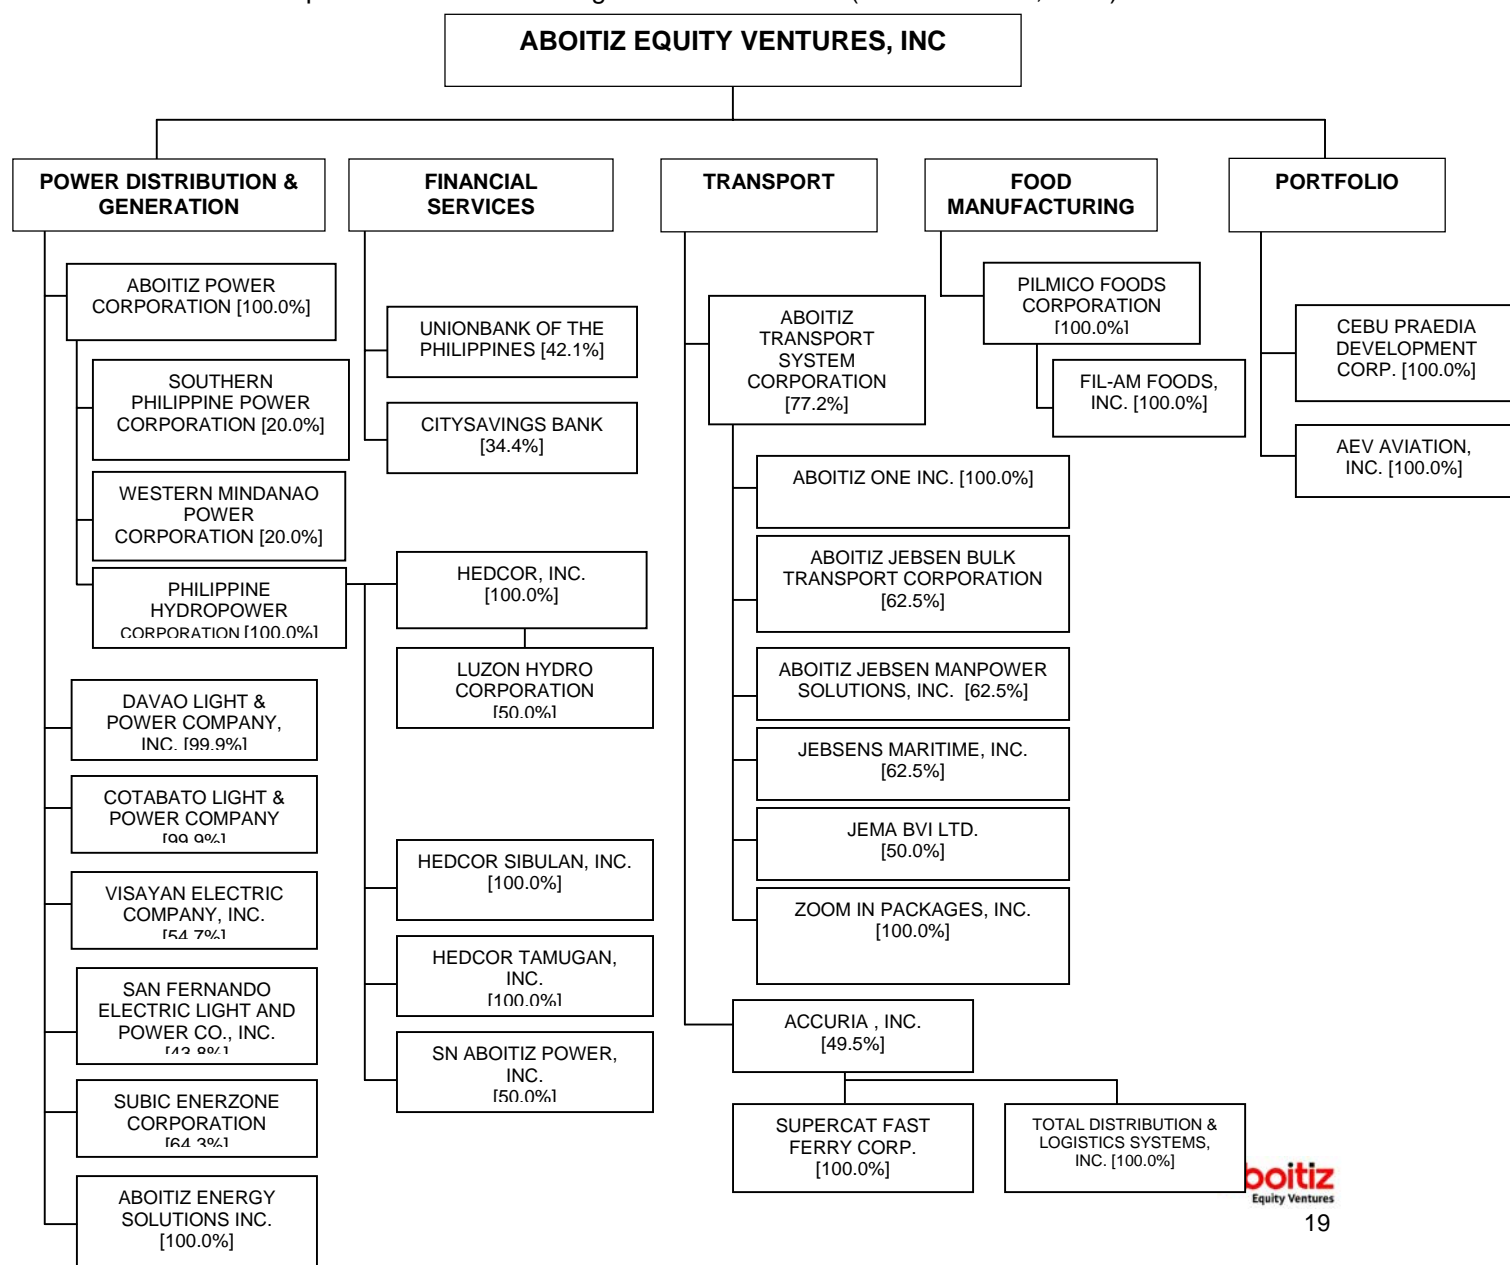 ABOITIZ EQUITY VENTURES, INC
POWER DISTRIBUTION &
GENERATION
FINANCIAL
SERVICES
TRANSPORT
FOOD
MANUFACTURING
PORTFOLIO
ABOITIZ POWER
CORPORATION [100.0%]
SOUTHERN
PHILIPPINE POWER
CORPORATION [20.0%]
WESTERN MINDANAO
POWER
CORPORATION [20.0%]
PHILIPPINE
HYDROPOWER
CORPORATION [100.0%]
DAVAO LIGHT &
POWER COMPANY,
INC. [99.9%]
COTABATO LIGHT &
POWER COMPANY
[99.9%]
VISAYAN ELECTRIC
COMPANY, INC.
[54.7%]
SAN FERNANDO
ELECTRIC LIGHT AND
POWER CO., INC.
[43.8%]
SUBIC ENERZONE
CORPORATION
[64.3%]
ABOITIZ ENERGY
SOLUTIONS INC.
[100.0%]
UNIONBANK OF THE
PHILIPPINES [42.1%]
CITYSAVINGS BANK
[34.4%]
HEDCOR, INC.
[100.0%]
LUZON HYDRO
CORPORATION
[50.0%]
HEDCOR SIBULAN, INC.
[100.0%]
HEDCOR TAMUGAN,
INC.
[100.0%]
SN ABOITIZ POWER,
INC.
[50.0%]
ABOITIZ
TRANSPORT
SYSTEM
CORPORATION
[77.2%]
ABOITIZ ONE INC. [100.0%]
ABOITIZ JEBSEN BULK
TRANSPORT CORPORATION
[62.5%]
ABOITIZ JEBSEN MANPOWER
SOLUTIONS, INC. [62.5%]
JEBSENS MARITIME, INC.
[62.5%]
JEMA BVI LTD.
[50.0%]
ZOOM IN PACKAGES, INC.
[100.0%]
ACCURIA , INC.
[49.5%]
SUPERCAT FAST
FERRY CORP.
[100.0%]
TOTAL DISTRIBUTION &
LOGISTICS SYSTEMS,
INC. [100.0%]
PILMICO FOODS
CORPORATION
[100.0%]
FIL-AM FOODS,
INC. [100.0%]
CEBU PRAEDIA
DEVELOPMENT
CORP. [100.0%]
AEV AVIATION,
INC. [100.0%]
boitiz
Equity Ventures
19